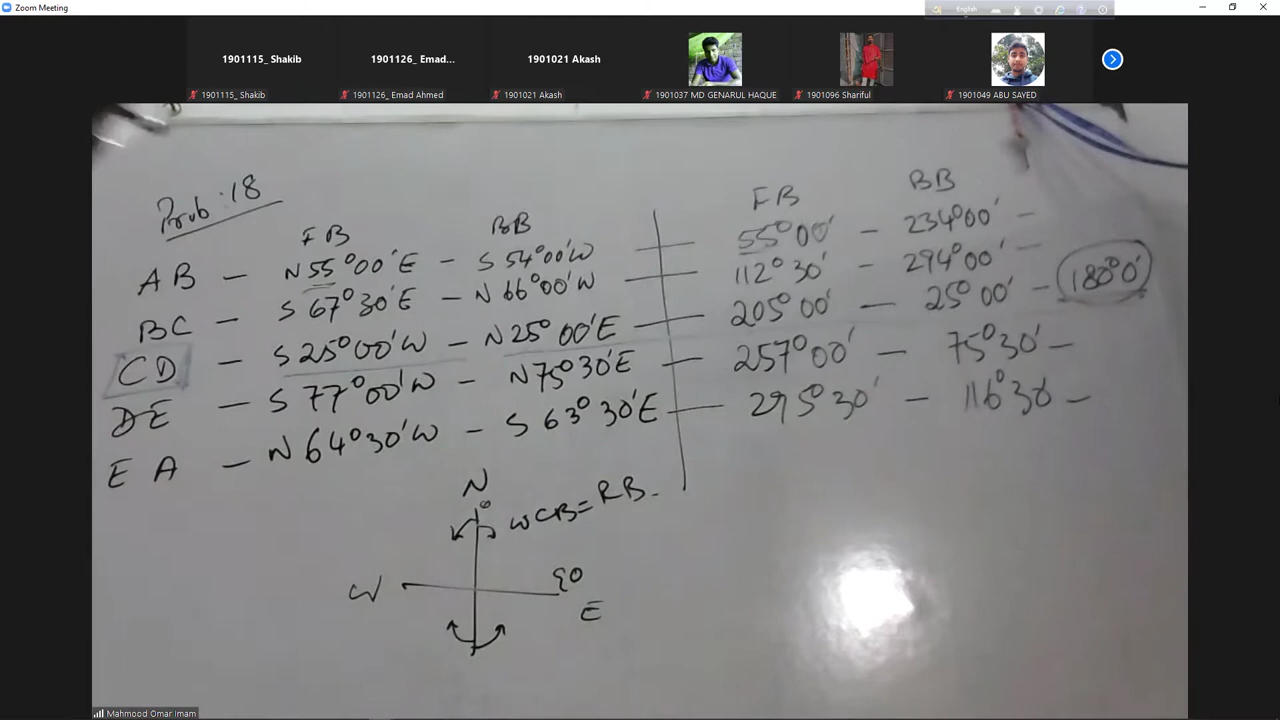 Zoom Meeting
English
1901115_ Shakib
1901126_ Emad...
1901021 Akash
1901115_ Shakib
1901126_ Emad Ahmed
1901021 Akash
1901037 MD GENARUL HAQUE
1901096 Shariful
1901049 ABU SAYED
Prob: 18
FB BB FB BB
AB - N 55°00'E - S 54°00'W - 55°00' - 234°00' -
BC - S 67°30'E - N 66°00'W - 112°30' - 294°00' -
CD - S 25°00'W - N 25°00'E - 205°00' - 25°00' - 180°0'
DE - S 77°00'W - N 75°30'E - 257°00' - 75°30' -
EA - N 64°30'W - S 63°30'E - 295°30' - 116°30' -
N
0
WCB = RB.
W 90
E
Mahmood Omar Imam